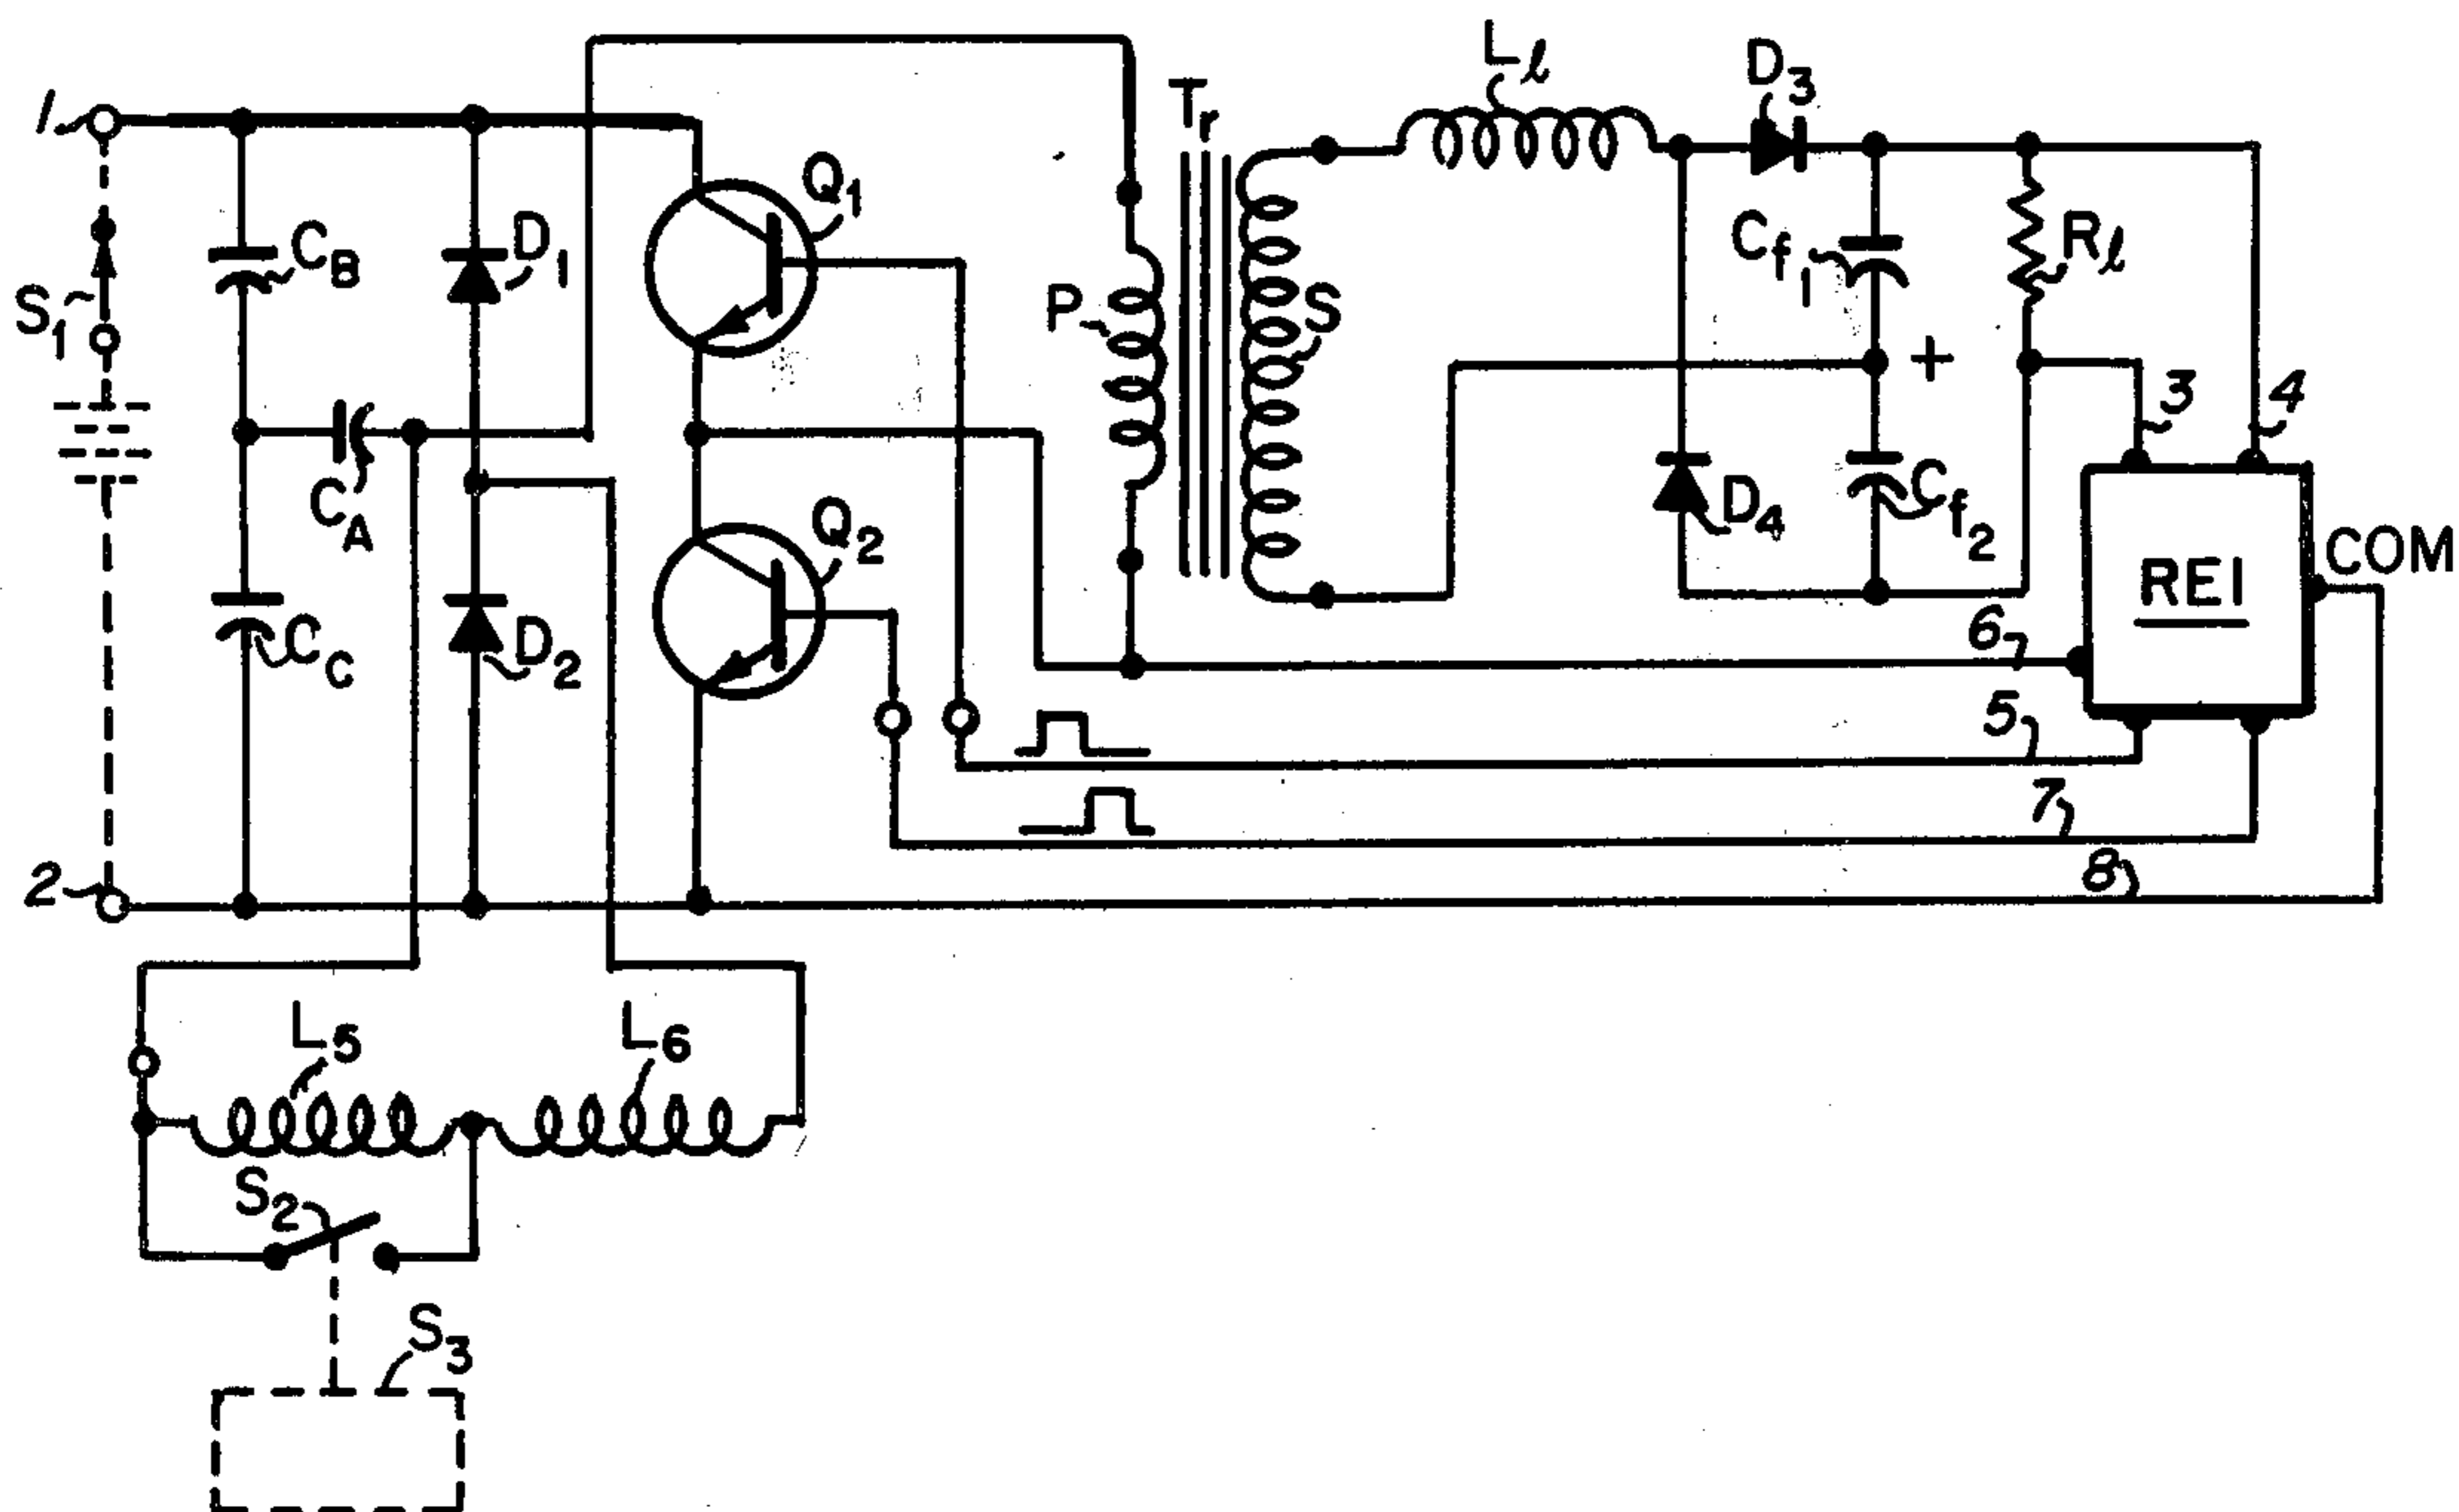 1
S1
2
CB
CA
CC
D1
D2
Q1
Q2
P
Tr
S
Lℓ
D3
Cf1
Rℓ
+
D4
Cf2
3
4
REI
COM
6
5
7
8
L5
L6
S2
S3